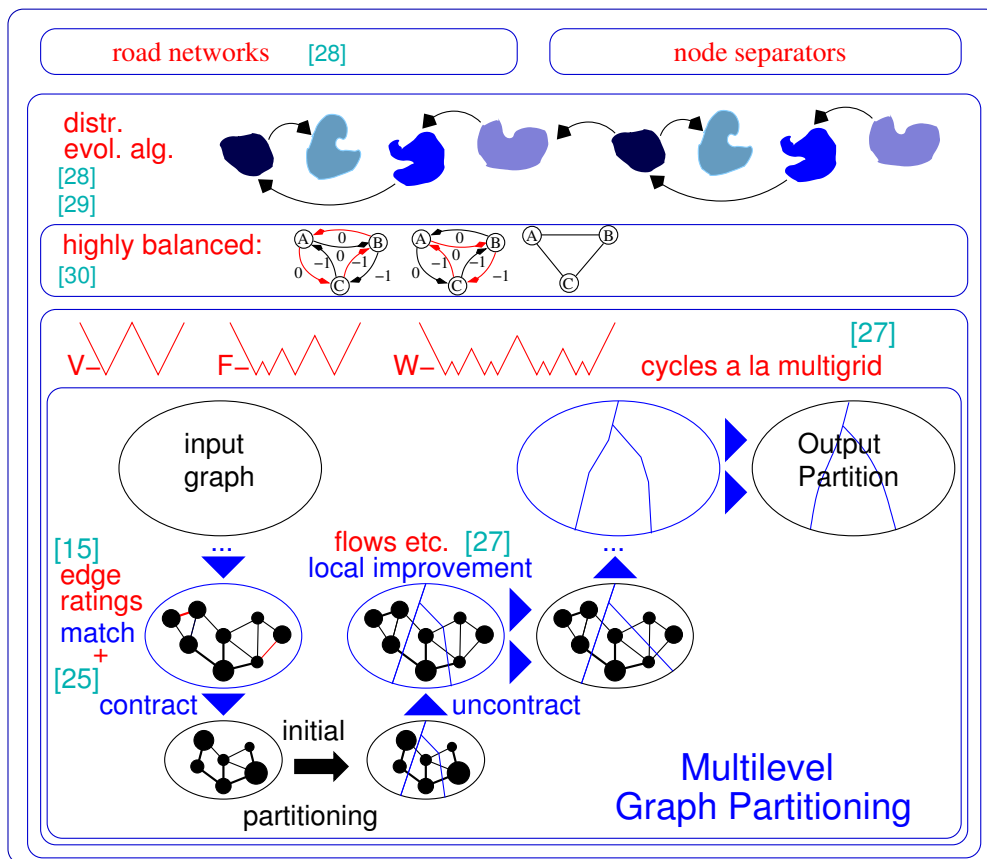 road networks [28]
node separators
distr.
evol. alg.
[28]
[29]
highly balanced:
[30]
A 0 B
0 −1 0 −1 −1
C
A 0 B
0 −1 0 −1 −1
C
A B
C
[27]
V− F− W− cycles a la multigrid
input
graph
Output
Partition
...
...
[15]
edge
ratings
match
+
[25]
flows etc. [27]
local improvement
contract
uncontract
initial
partitioning
Multilevel
Graph Partitioning